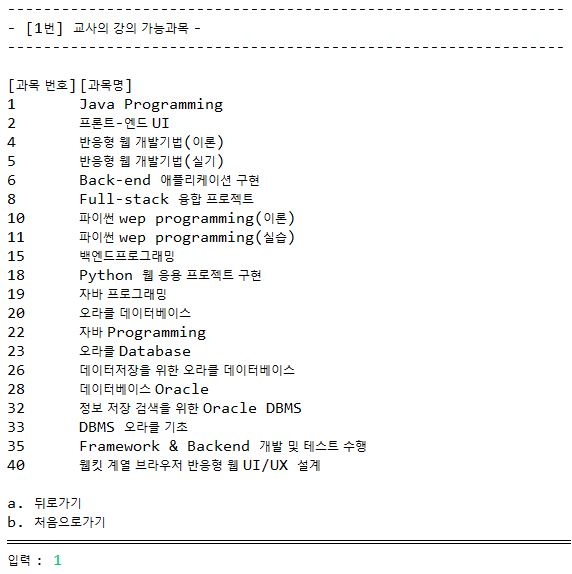 - [1번] 교사의 강의 가능과목 -
[과목 번호] [과목명]
1 Java Programming
2 프론트-엔드 UI
4 반응형 웹 개발기법(이론)
5 반응형 웹 개발기법(실기)
6 Back-end 애플리케이션 구현
8 Full-stack 융합 프로젝트
10 파이썬 wep programming(이론)
11 파이썬 wep programming(실습)
15 백엔드프로그래밍
18 Python 웹 응용 프로젝트 구현
19 자바 프로그래밍
20 오라클 데이터베이스
22 자바 Programming
23 오라클 Database
26 데이터저장을 위한 오라클 데이터베이스
28 데이터베이스 Oracle
32 정보 저장 검색을 위한 Oracle DBMS
33 DBMS 오라클 기초
35 Framework & Backend 개발 및 테스트 수행
40 웹킷 계열 브라우저 반응형 웹 UI/UX 설계
a. 뒤로가기
b. 처음으로가기
입력 : 1